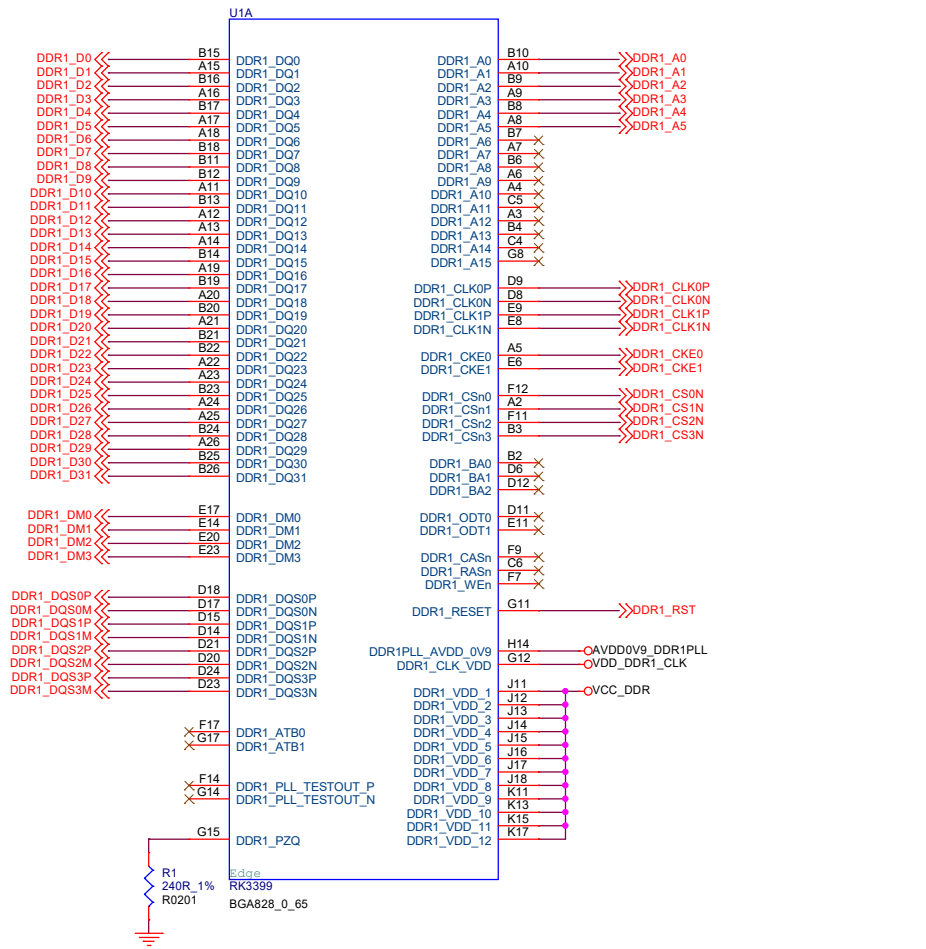 U1A
DDR1_D0 B15 DDR1_DQ0 DDR1_A0 B10 DDR1_A0
DDR1_D1 A15 DDR1_DQ1 DDR1_A1 A10 DDR1_A1
DDR1_D2 B16 DDR1_DQ2 DDR1_A2 B9 DDR1_A2
DDR1_D3 A16 DDR1_DQ3 DDR1_A3 A9 DDR1_A3
DDR1_D4 B17 DDR1_DQ4 DDR1_A4 B8 DDR1_A4
DDR1_D5 A17 DDR1_DQ5 DDR1_A5 A8 DDR1_A5
DDR1_D6 A18 DDR1_DQ6 DDR1_A6 B7
DDR1_D7 B18 DDR1_DQ7 DDR1_A7 A7
DDR1_D8 B11 DDR1_DQ8 DDR1_A8 B6
DDR1_D9 B12 DDR1_DQ9 DDR1_A9 A6
DDR1_D10 A11 DDR1_DQ10 DDR1_A10 A4
DDR1_D11 B13 DDR1_DQ11 DDR1_A11 C5
DDR1_D12 A12 DDR1_DQ12 DDR1_A12 A3
DDR1_D13 A13 DDR1_DQ13 DDR1_A13 B4
DDR1_D14 A14 DDR1_DQ14 DDR1_A14 C4
DDR1_D15 B14 DDR1_DQ15 DDR1_A15 G8
DDR1_D16 A19 DDR1_DQ16
DDR1_D17 B19 DDR1_DQ17 DDR1_CLK0P D9 DDR1_CLK0P
DDR1_D18 A20 DDR1_DQ18 DDR1_CLK0N D8 DDR1_CLK0N
DDR1_D19 B20 DDR1_DQ19 DDR1_CLK1P E9 DDR1_CLK1P
DDR1_D20 A21 DDR1_DQ20 DDR1_CLK1N E8 DDR1_CLK1N
DDR1_D21 B21 DDR1_DQ21
DDR1_D22 B22 DDR1_DQ22 DDR1_CKE0 A5 DDR1_CKE0
DDR1_D23 A22 DDR1_DQ23 DDR1_CKE1 E6 DDR1_CKE1
DDR1_D24 A23 DDR1_DQ24
DDR1_D25 B23 DDR1_DQ25 DDR1_CSn0 F12 DDR1_CS0N
DDR1_D26 A24 DDR1_DQ26 DDR1_CSn1 A2 DDR1_CS1N
DDR1_D27 A25 DDR1_DQ27 DDR1_CSn2 F11 DDR1_CS2N
DDR1_D28 B24 DDR1_DQ28 DDR1_CSn3 B3 DDR1_CS3N
DDR1_D29 A26 DDR1_DQ29
DDR1_D30 B25 DDR1_DQ30 DDR1_BA0 B2
DDR1_D31 B26 DDR1_DQ31 DDR1_BA1 D6
DDR1_BA2 D12
DDR1_DM0 E17 DDR1_DM0 DDR1_ODT0 D11
DDR1_DM1 E14 DDR1_DM1 DDR1_ODT1 E11
DDR1_DM2 E20 DDR1_DM2
DDR1_DM3 E23 DDR1_DM3 DDR1_CASn F9
DDR1_RASn C6
DDR1_WEn F7
DDR1_DQS0P D18 DDR1_DQS0P
DDR1_DQS0M D17 DDR1_DQS0N DDR1_RESET G11 DDR1_RST
DDR1_DQS1P D15 DDR1_DQS1P
DDR1_DQS1M D14 DDR1_DQS1N
DDR1_DQS2P D21 DDR1_DQS2P DDR1PLL_AVDD_0V9 H14 AVDD0V9_DDR1PLL
DDR1_DQS2M D20 DDR1_DQS2N DDR1_CLK_VDD G12 VDD_DDR1_CLK
DDR1_DQS3P D24 DDR1_DQS3P
DDR1_DQS3M D23 DDR1_DQS3N DDR1_VDD_1 J11 VCC_DDR
DDR1_VDD_2 J12
DDR1_VDD_3 J13
F17 DDR1_ATB0 DDR1_VDD_4 J14
G17 DDR1_ATB1 DDR1_VDD_5 J15
DDR1_VDD_6 J16
DDR1_VDD_7 J17
F14 DDR1_PLL_TESTOUT_P DDR1_VDD_8 J18
G14 DDR1_PLL_TESTOUT_N DDR1_VDD_9 K11
DDR1_VDD_10 K13
DDR1_VDD_11 K15
G15 DDR1_PZQ DDR1_VDD_12 K17
R1
240R_1%
R0201
Edge
RK3399
BGA828_0_65